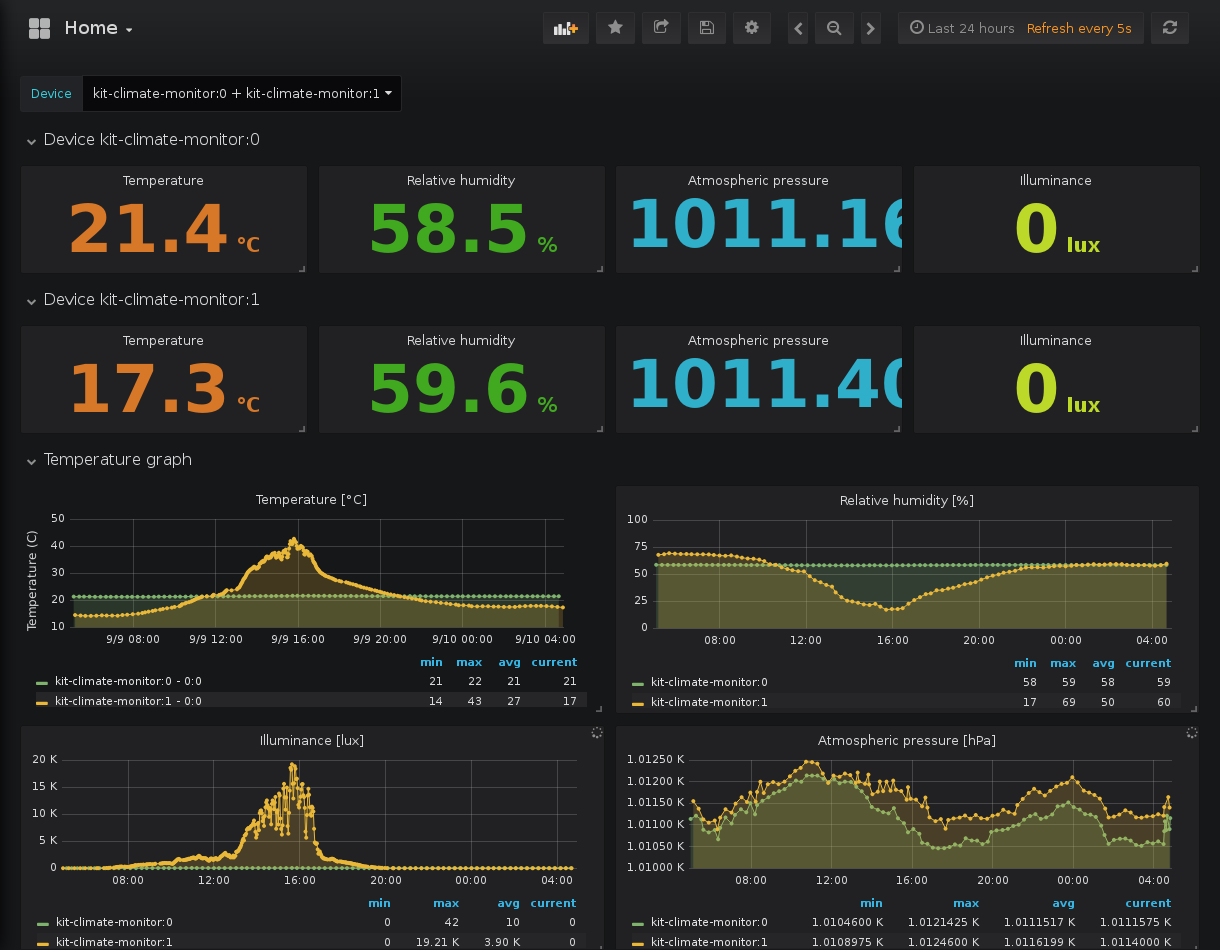 Home
Last 24 hours Refresh every 5s
Device kit-climate-monitor:0 + kit-climate-monitor:1
Device kit-climate-monitor:0
Temperature Relative humidity Atmospheric pressure Illuminance
21.4 °C 58.5 % 1011.16 0 lux
Device kit-climate-monitor:1
Temperature Relative humidity Atmospheric pressure Illuminance
17.3 °C 59.6 % 1011.40 0 lux
Temperature graph
Temperature [°C]
Temperature (C)
50
40
30
20
10
9/9 08:00 9/9 12:00 9/9 16:00 9/9 20:00 9/10 00:00 9/10 04:00
min max avg current
kit-climate-monitor:0 - 0:0 21 22 21 21
kit-climate-monitor:1 - 0:0 14 43 27 17
Relative humidity [%]
100
75
50
25
0
08:00 12:00 16:00 20:00 00:00 04:00
min max avg current
kit-climate-monitor:0 58 59 58 59
kit-climate-monitor:1 17 69 50 60
Illuminance [lux]
20 K
15 K
10 K
5 K
0
08:00 12:00 16:00 20:00 00:00 04:00
min max avg current
kit-climate-monitor:0 0 42 10 0
kit-climate-monitor:1 0 19.21 K 3.90 K 0
Atmospheric pressure [hPa]
1.01250 K
1.01200 K
1.01150 K
1.01100 K
1.01050 K
1.01000 K
08:00 12:00 16:00 20:00 00:00 04:00
min max avg current
kit-climate-monitor:0 1.0104600 K 1.0121425 K 1.0111517 K 1.0111575 K
kit-climate-monitor:1 1.0108975 K 1.0124600 K 1.0116199 K 1.0114000 K